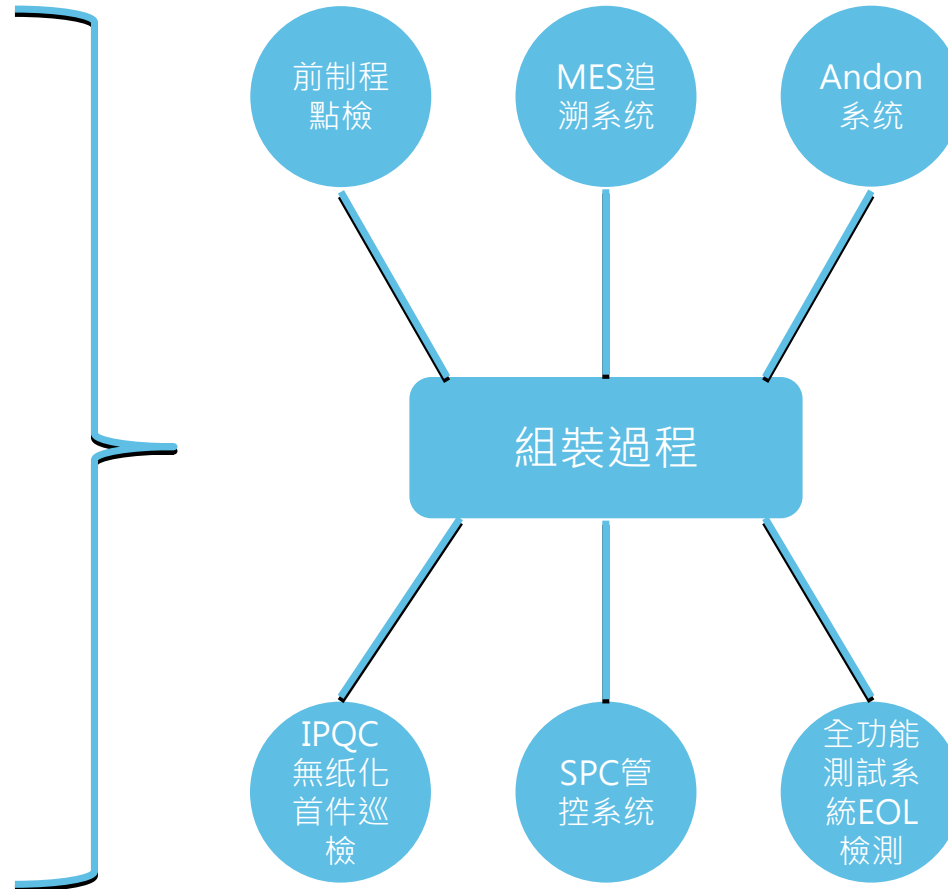 前制程
點檢
MES追
溯系统
Andon
系统
組裝過程
IPQC
無纸化
首件巡
檢
SPC管
控系统
全功能
測試系
統EOL
檢測